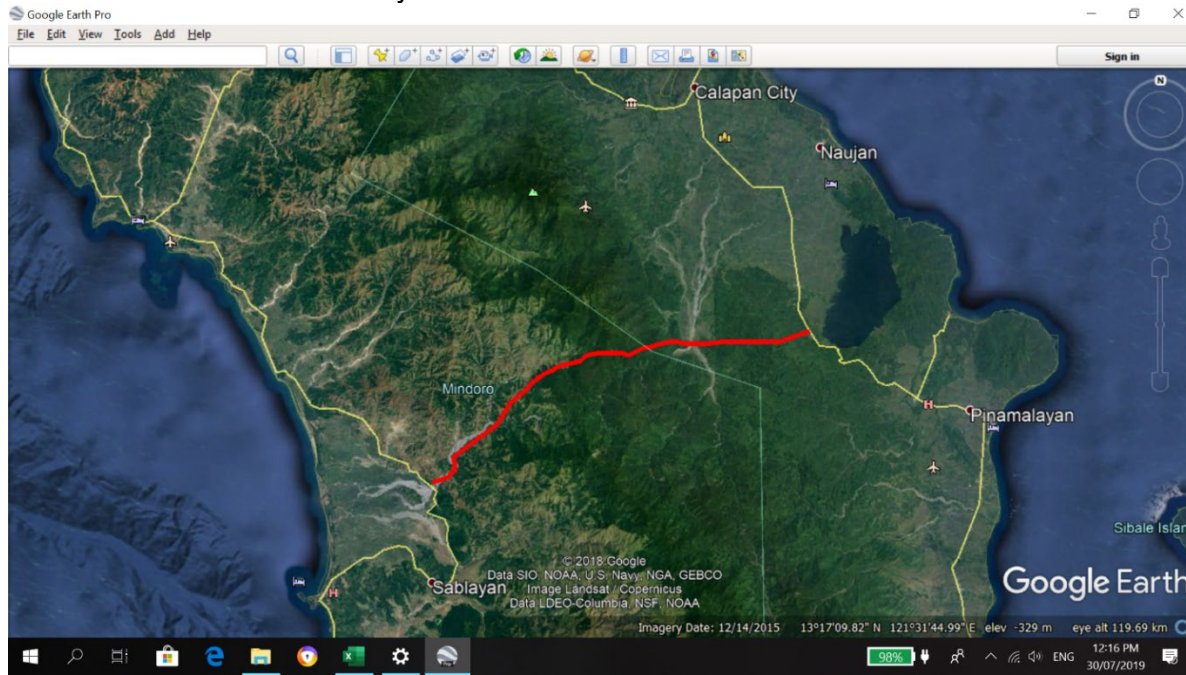 Google Earth Pro
File Edit View Tools Add Help
Sign in
N
Calapan City
Naujan
Mindoro
H
Pinamalayan
Sibale Islan
© 2018 Google
Data SIO, NOAA, U.S. Navy, NGA, GEBCO
Image Landsat / Copernicus
Data LDEO-Columbia, NSF, NOAA
H
Sablayan
Google Earth
Imagery Date: 12/14/2015 13°17'09.82" N 121°31'44.99" E elev -329 m eye alt 119.69 km
98% ENG 12:16 PM
30/07/2019